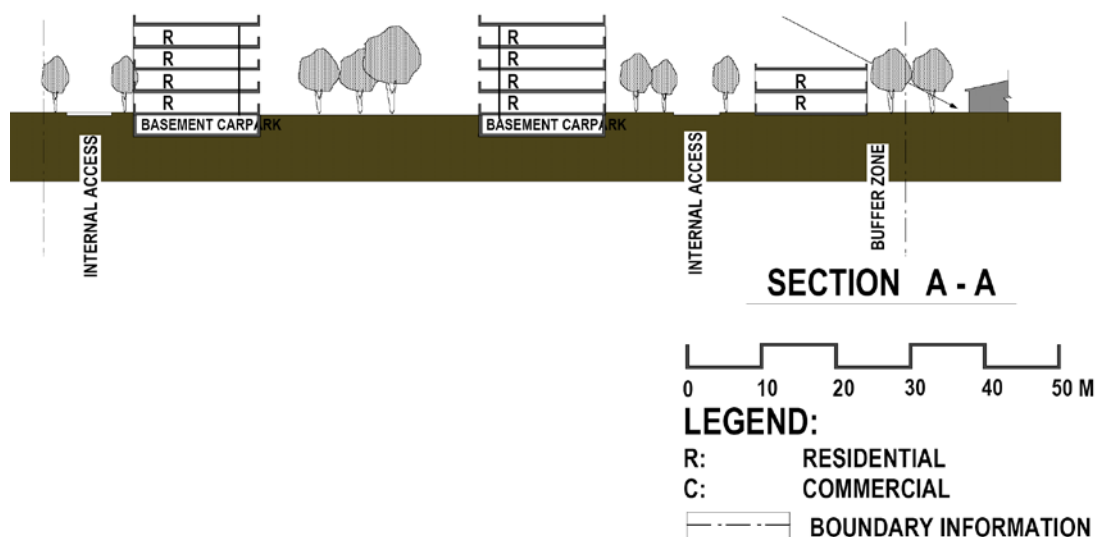 R R
R R
R R R
R R R
BASEMENT CARPARK BASEMENT CARPARK
INTERNAL ACCESS
INTERNAL ACCESS
BUFFER ZONE
SECTION A - A
0 10 20 30 40 50 M
LEGEND:
R: RESIDENTIAL
C: COMMERCIAL
BOUNDARY INFORMATION